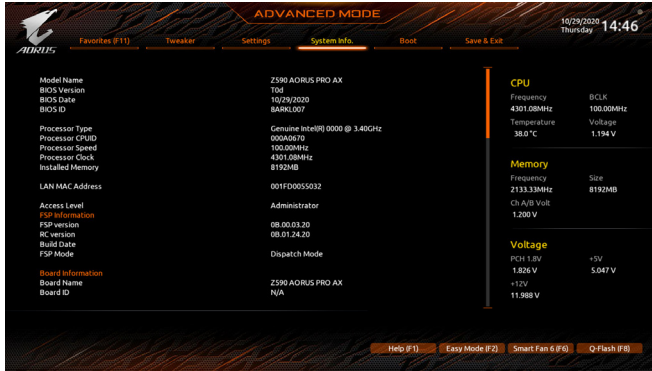 ADVANCED MODE
10/29/2020 Thursday 14:46
AORUS
Favorites (F11) Tweaker Settings System Info. Boot Save & Exit
Model Name Z590 AORUS PRO AX
BIOS Version T0d
BIOS Date 10/29/2020
BIOS ID 8ARKL007
Processor Type Genuine Intel(R) 0000 @ 3.40GHz
Processor CPUID 000A0670
Processor Speed 100.00MHz
Processor Clock 4301.08MHz
Installed Memory 8192MB
LAN MAC Address 001FD0055032
Access Level Administrator
FSP Information
FSP version 0B.00.03.20
RC version 0B.01.24.20
Build Date
FSP Mode Dispatch Mode
Board Information
Board Name Z590 AORUS PRO AX
Board ID N/A
CPU
Frequency BCLK
4301.08MHz 100.00MHz
Temperature Voltage
38.0 °C 1.194 V
Memory
Frequency Size
2133.33MHz 8192MB
Ch A/B Volt
1.200 V
Voltage
PCH 1.8V +5V
1.826 V 5.047 V
+12V
11.988 V
Help (F1) Easy Mode (F2) Smart Fan 6 (F6) Q-Flash (F8)